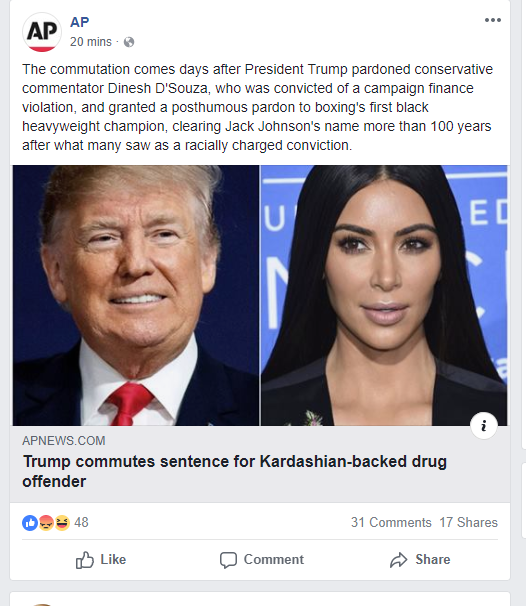 AP
AP
20 mins ·
The commutation comes days after President Trump pardoned conservative
commentator Dinesh D'Souza, who was convicted of a campaign finance
violation, and granted a posthumous pardon to boxing's first black
heavyweight champion, clearing Jack Johnson's name more than 100 years
after what many saw as a racially charged conviction.
U ED
N C
a
i
APNEWS.COM
Trump commutes sentence for Kardashian-backed drug
offender
48 31 Comments 17 Shares
Like Comment Share